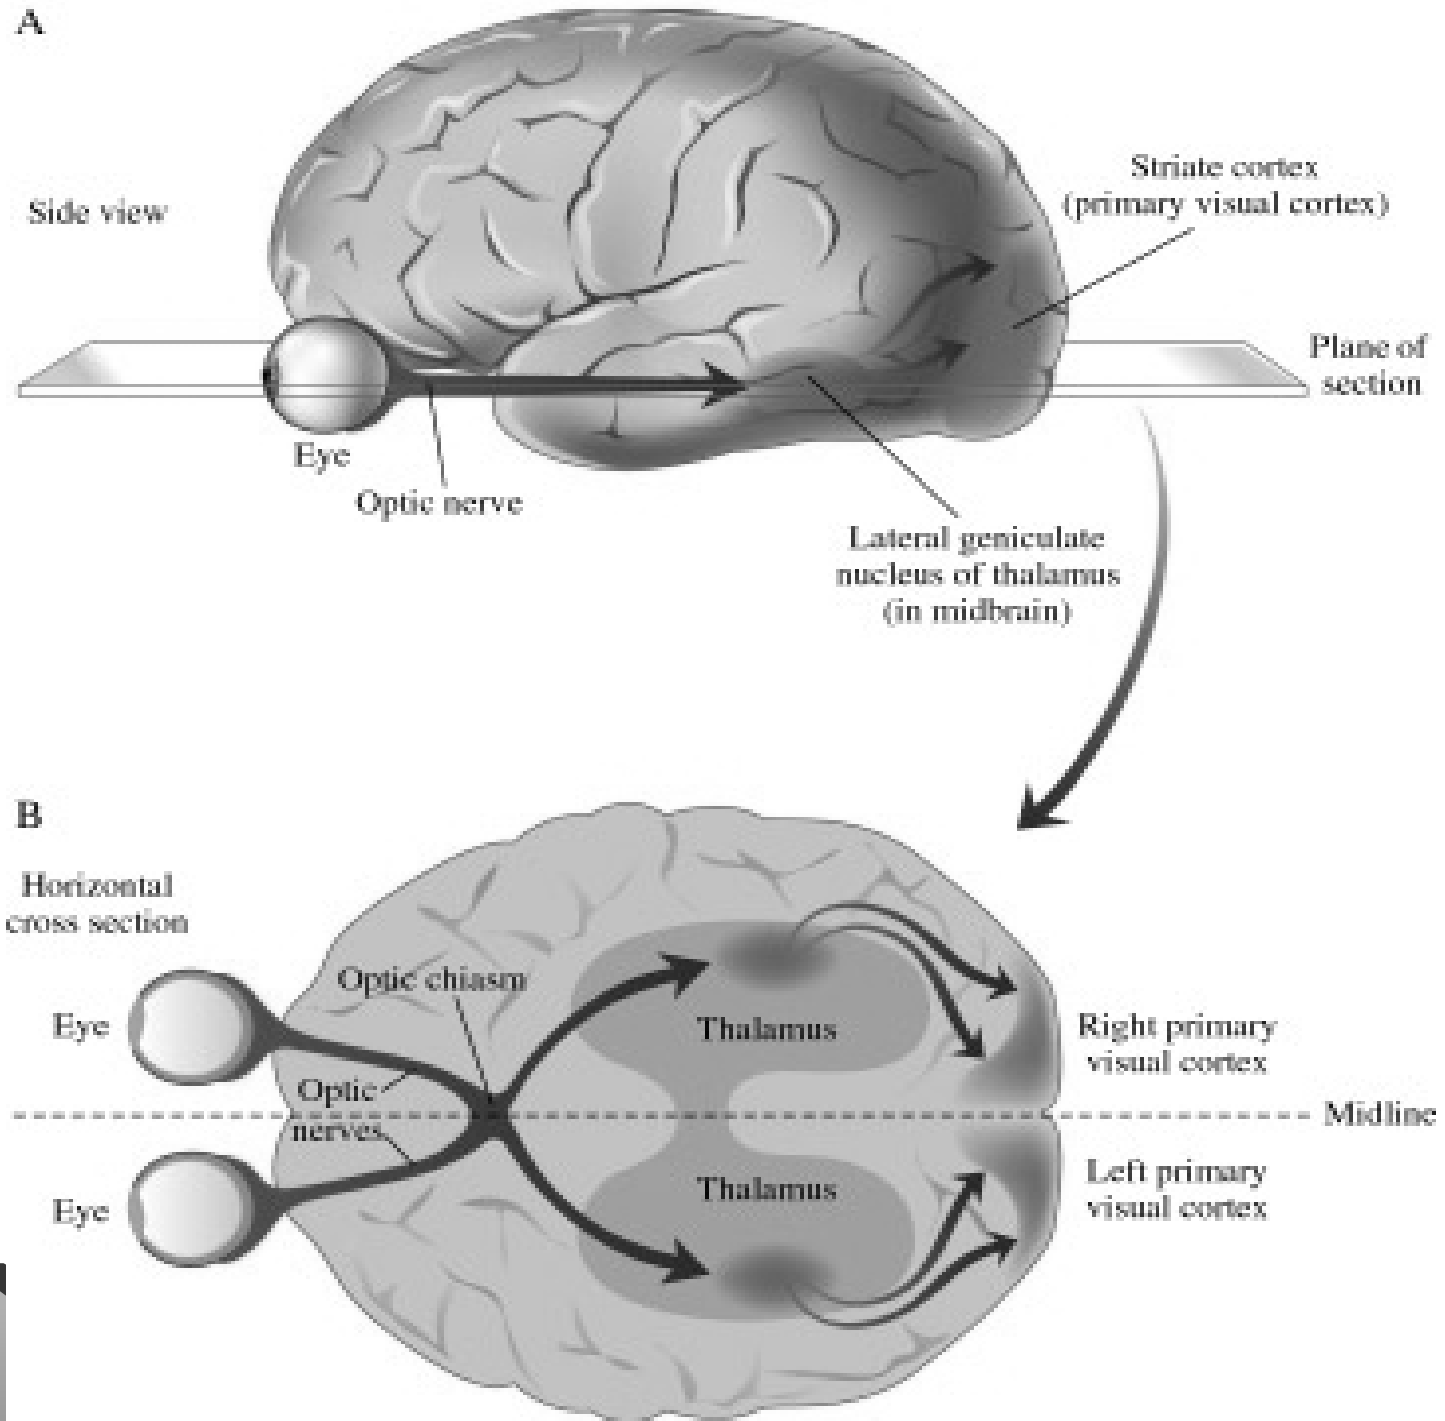 A
Side view
Striate cortex
(primary visual cortex)
Plane of
section
Eye
Optic nerve
Lateral geniculate
nucleus of thalamus
(in midbrain)
B
Horizontal
cross section
Optic chiasm
Eye
Thalamus
Right primary
visual cortex
Optic
nerves
Midline
Eye
Thalamus
Left primary
visual cortex